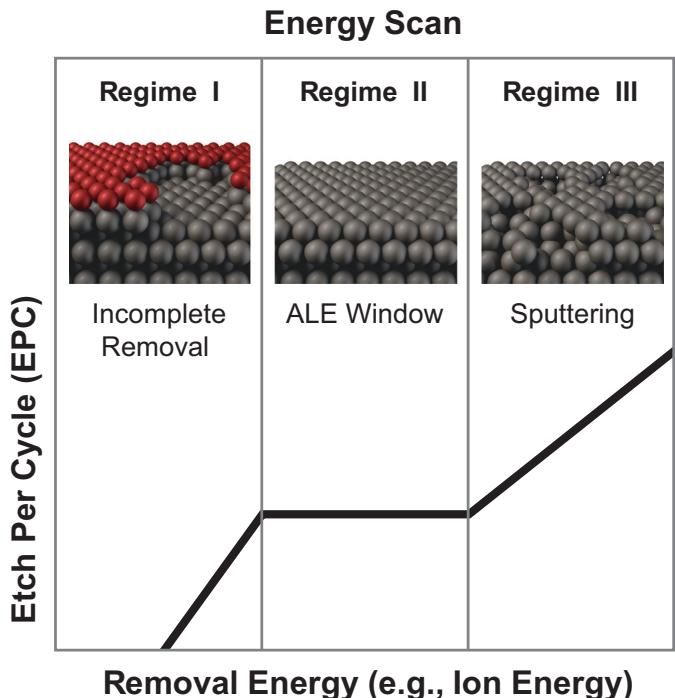 Energy Scan
Regime I
Regime II
Regime III
Incomplete
Removal
ALE Window
Sputtering
Etch Per Cycle (EPC)
Removal Energy (e.g., Ion Energy)